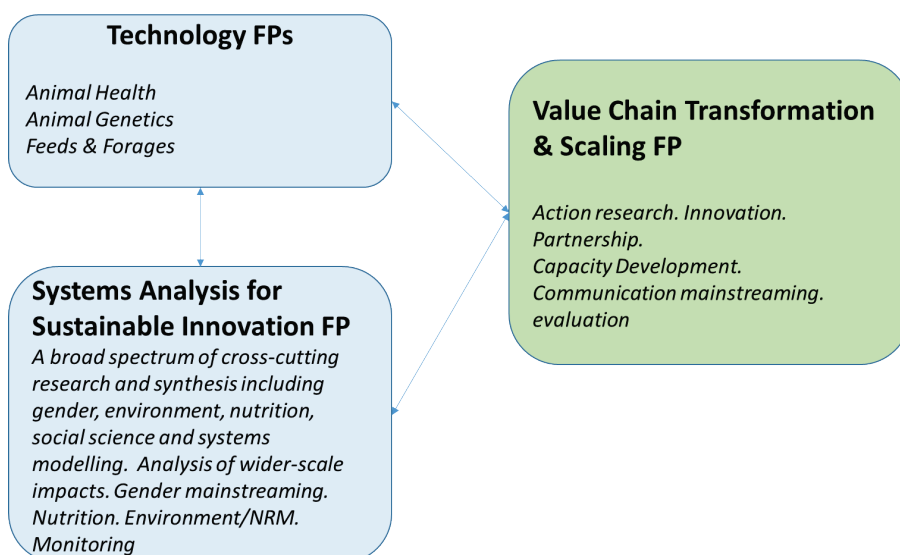 Technology FPs
Animal Health
Animal Genetics
Feeds & Forages
Systems Analysis for
Sustainable Innovation FP
A broad spectrum of cross-cutting
research and synthesis including
gender, environment, nutrition,
social science and systems
modelling.  Analysis of wider-scale
impacts. Gender mainstreaming.
Nutrition. Environment/NRM.
Monitoring
Value Chain Transformation
& Scaling FP
Action research. Innovation.
Partnership.
Capacity Development.
Communication mainstreaming.
evaluation